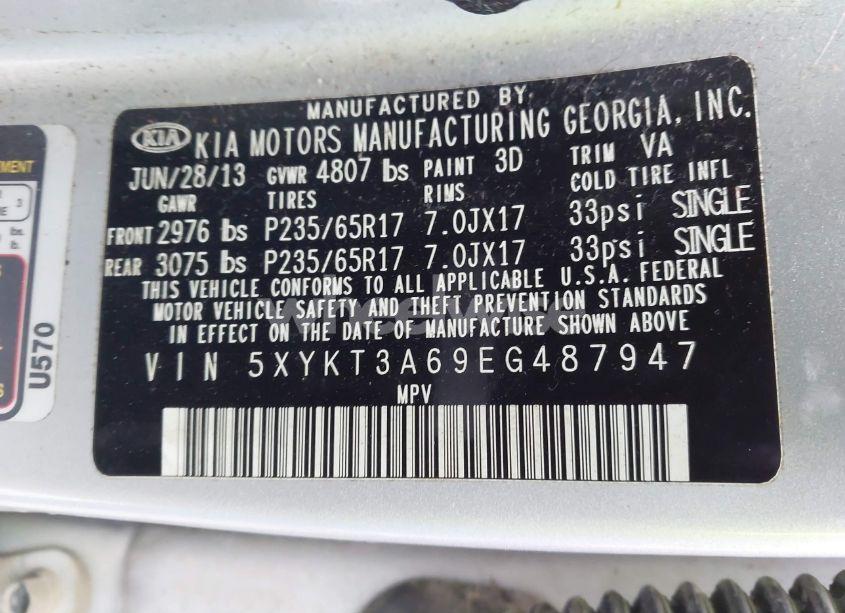 MANUFACTURED BY
KIA KIA MOTORS MANUFACTURING GEORGIA, INC.
JUN/28/13 GVWR 4807 lbs PAINT 3D TRIM VA
GAWR TIRES RIMS COLD TIRE INFL
FRONT 2976 lbs P235/65R17 7.0JX17 33psi SINGLE
REAR 3075 lbs P235/65R17 7.0JX17 33psi SINGLE
THIS VEHICLE CONFORMS TO ALL APPLICABLE U.S.A. FEDERAL
MOTOR VEHICLE SAFETY AND THEFT PREVENTION STANDARDS
IN EFFECT ON THE DATE OF MANUFACTURE SHOWN ABOVE
VIN 5XYKT3A69EG487947
MPV
U570